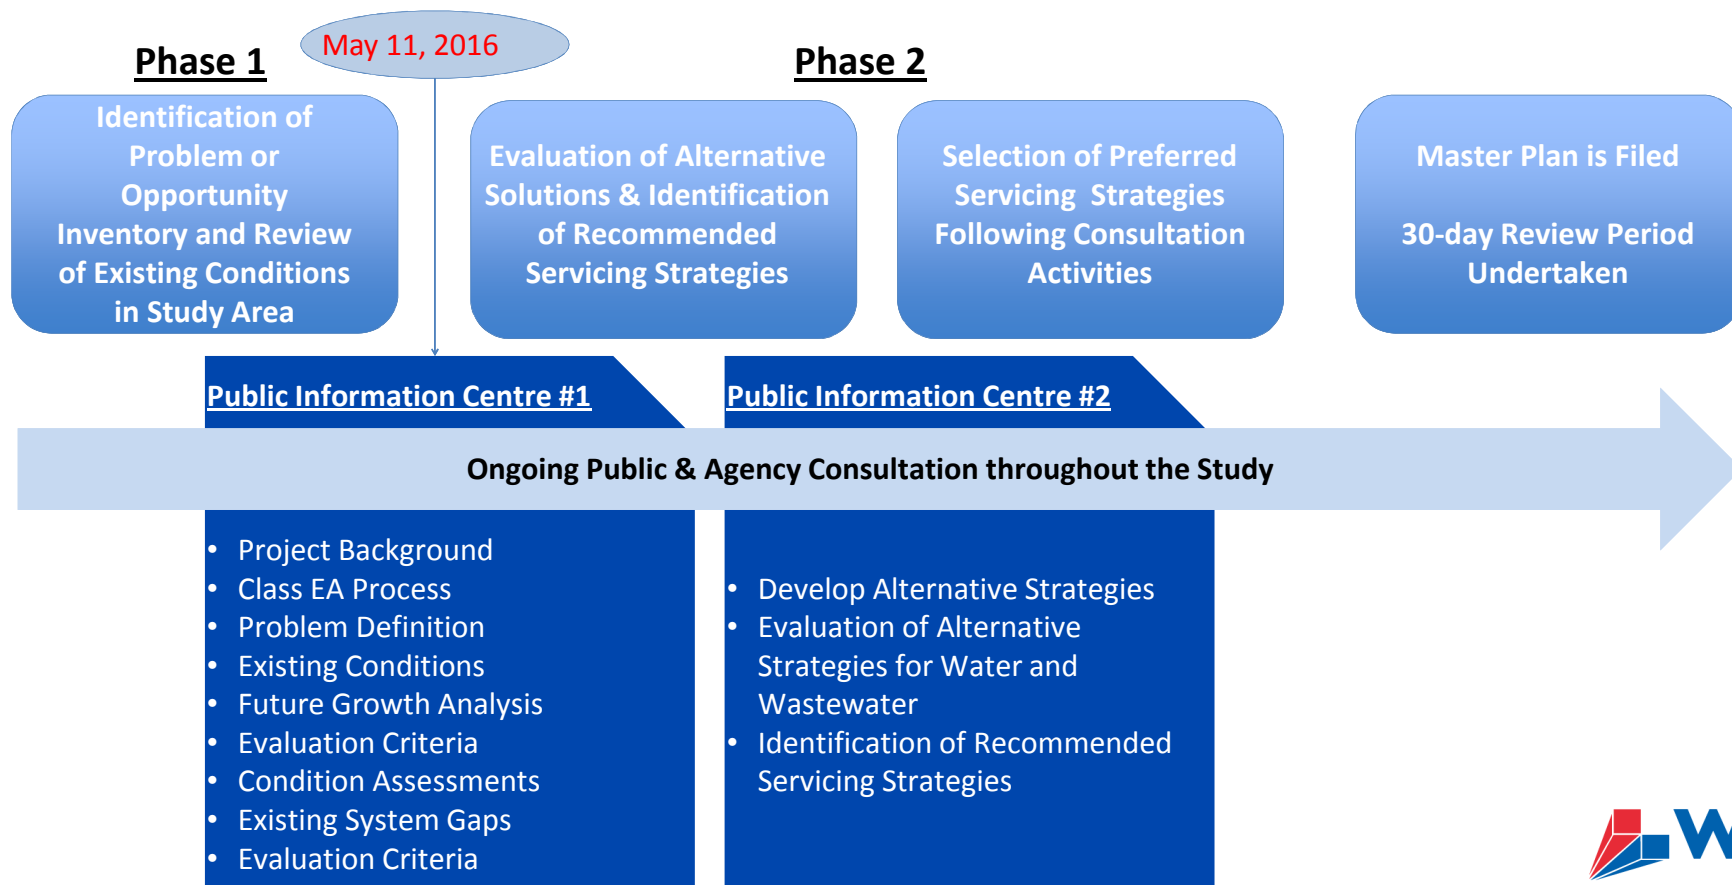 Phase 1
May 11, 2016
Phase 2
Identification of
Problem or
Opportunity
Inventory and Review
of Existing Conditions
in Study Area
Evaluation of Alternative
Solutions & Identification
of Recommended
Servicing Strategies
Selection of Preferred
Servicing Strategies
Following Consultation
Activities
Master Plan is Filed
30-day Review Period
Undertaken
Public Information Centre #1
Public Information Centre #2
Ongoing Public & Agency Consultation throughout the Study
• Project Background
• Class EA Process
• Problem Definition
• Existing Conditions
• Future Growth Analysis
• Evaluation Criteria
• Condition Assessments
• Existing System Gaps
• Evaluation Criteria
• Develop Alternative Strategies
• Evaluation of Alternative
Strategies for Water and
Wastewater
• Identification of Recommended
Servicing Strategies